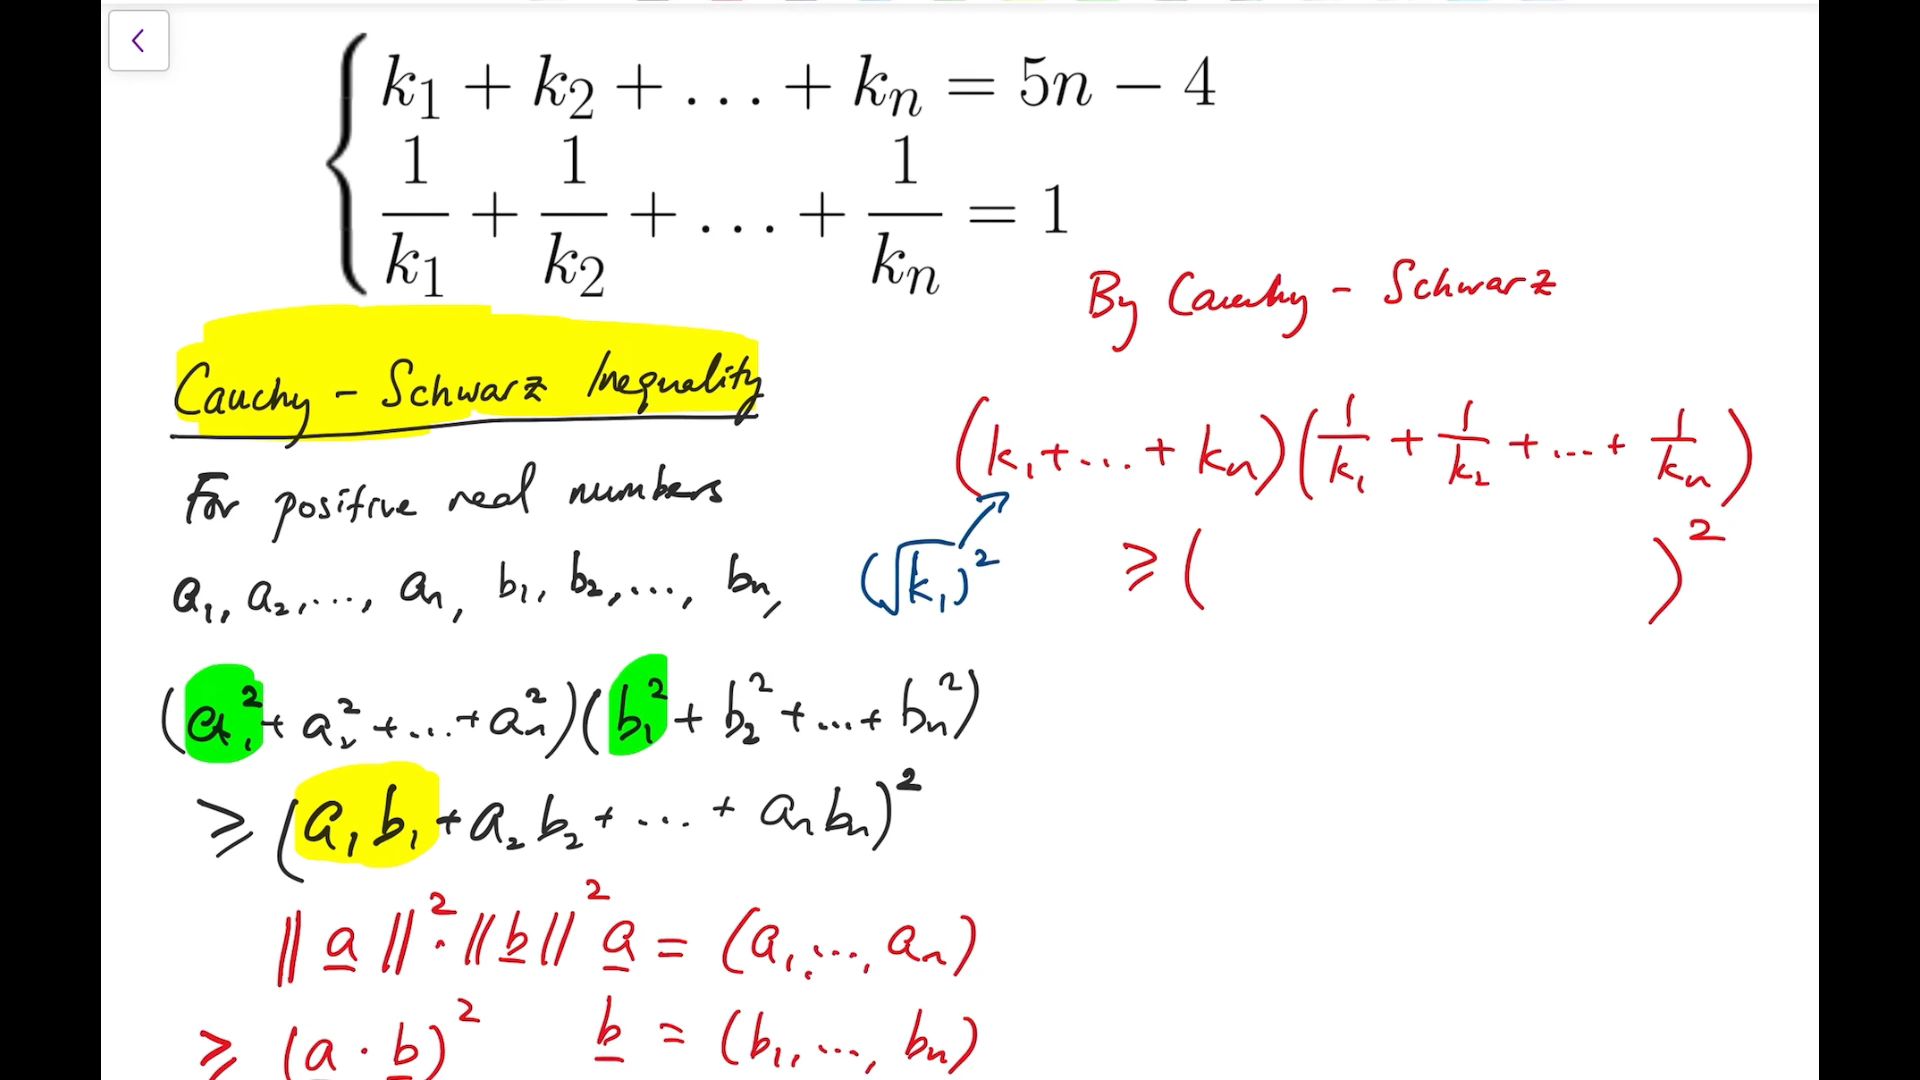 k₁ + k₂ + ... + kₙ = 5n − 4
1/k₁ + 1/k₂ + ... + 1/kₙ = 1
Cauchy - Schwarz Inequality
For positive real numbers
a₁, a₂, ..., aₙ, b₁, b₂, ..., bₙ,
(a₁² + a₂² + ... + aₙ²)(b₁² + b₂² + ... + bₙ²)
≥ (a₁b₁ + a₂b₂ + ... + aₙbₙ)²
||a||² · ||b||²
≥ (a · b)²
a = (a₁, ..., aₙ)
b = (b₁, ..., bₙ)
By Cauchy - Schwarz
(k₁ + ... + kₙ)(1/k₁ + 1/k₂ + ... + 1/kₙ)
≥ ( )²
(√k₁)²